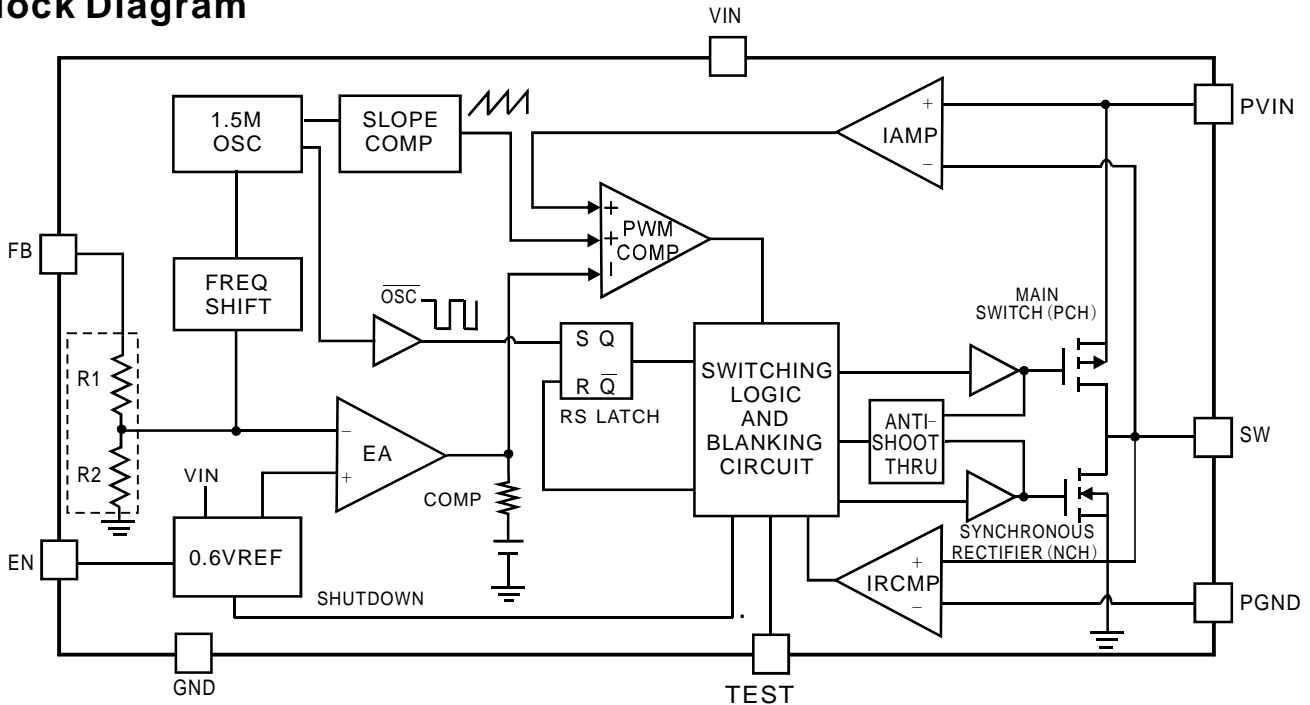 lock Diagram
VIN
PVIN
1.5M
OSC
SLOPE
COMP
+
IAMP
−
FB
FREQ
SHIFT
+
+
−
PWM
COMP
OSC
MAIN
SWITCH (PCH)
S Q
R Q
RS LATCH
SWITCHING
LOGIC
AND
BLANKING
CIRCUIT
R1
R2
−
EA
+
ANTI−
SHOOT
THRU
SW
VIN
COMP
SYNCHRONOUS
RECTIFIER (NCH)
EN
0.6VREF
SHUTDOWN
+
IRCMP
−
PGND
GND
TEST